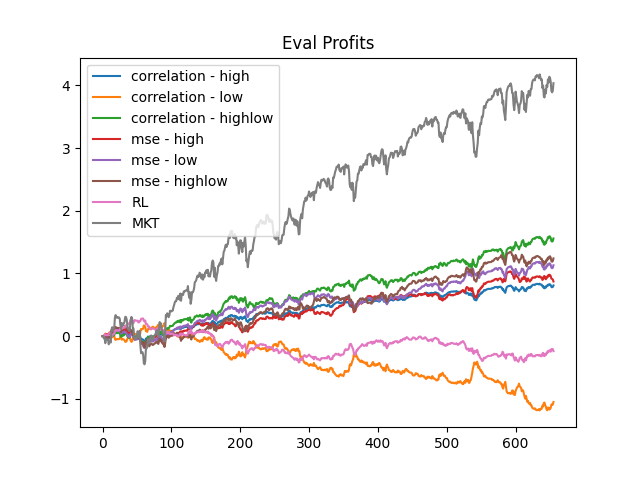 Eval Profits
correlation - high
correlation - low
correlation - highlow
mse - high
mse - low
mse - highlow
RL
MKT
4
3
2
1
0
−1
0 100 200 300 400 500 600